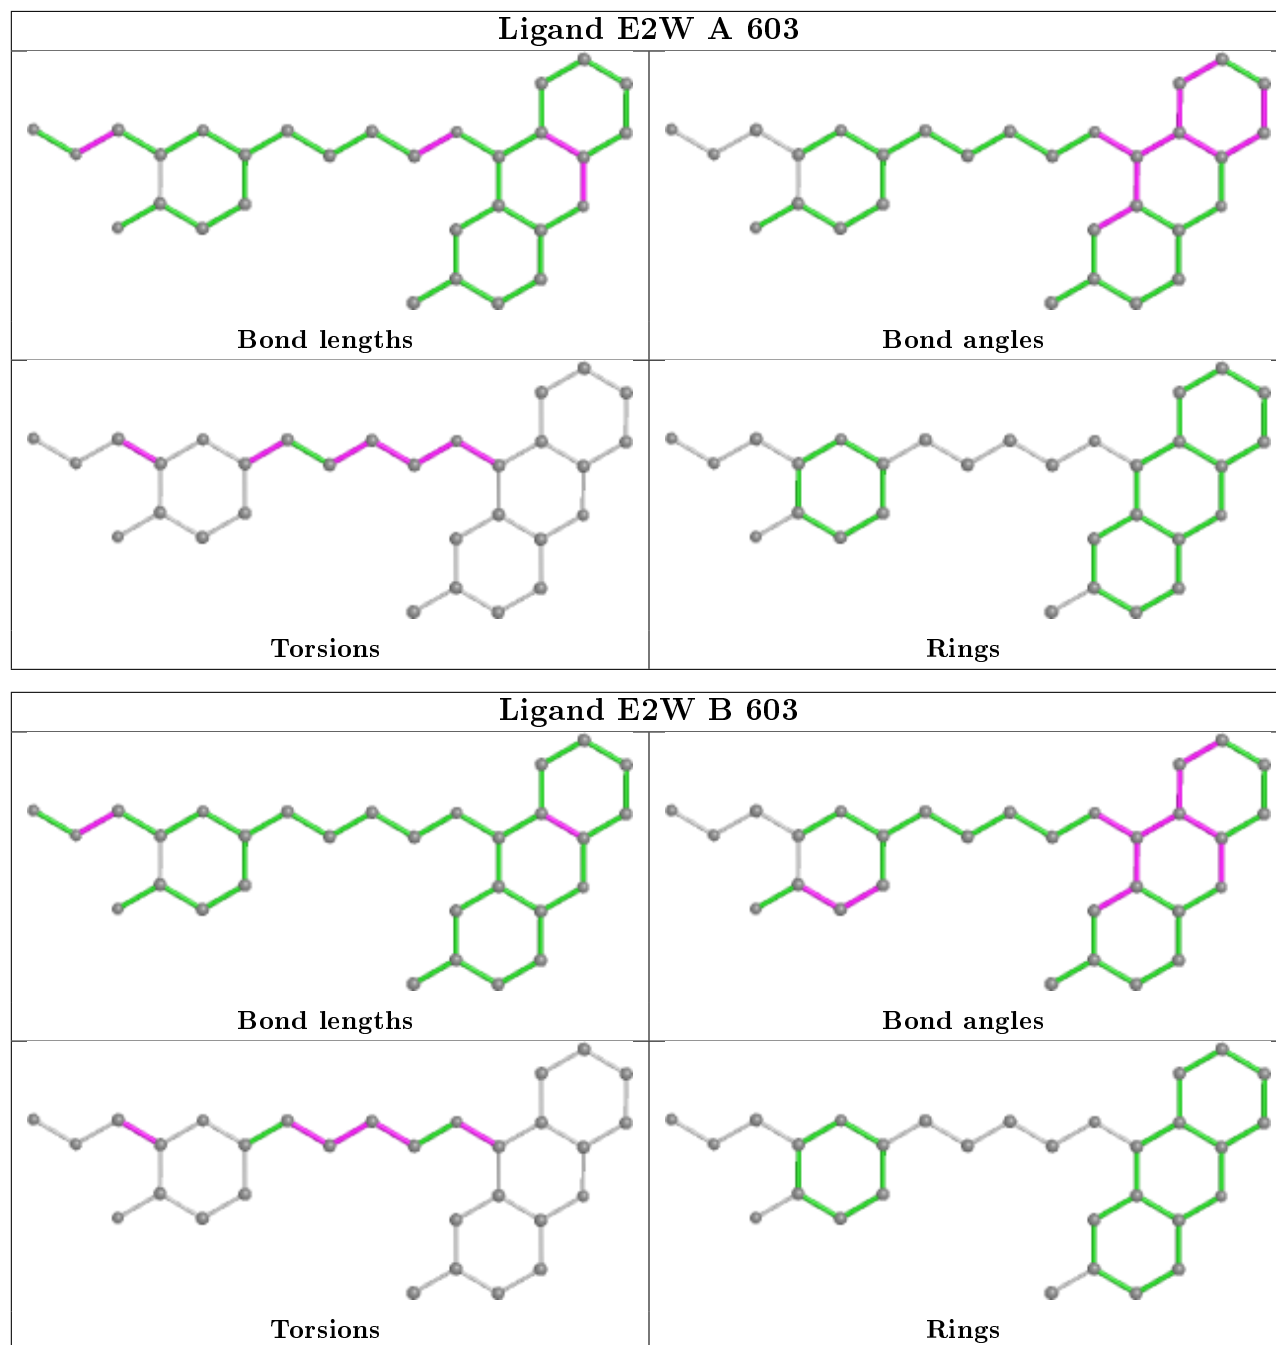 Ligand E2W A 603
Bond lengths
Bond angles
Torsions
Rings
Ligand E2W B 603
Bond lengths
Bond angles
Torsions
Rings